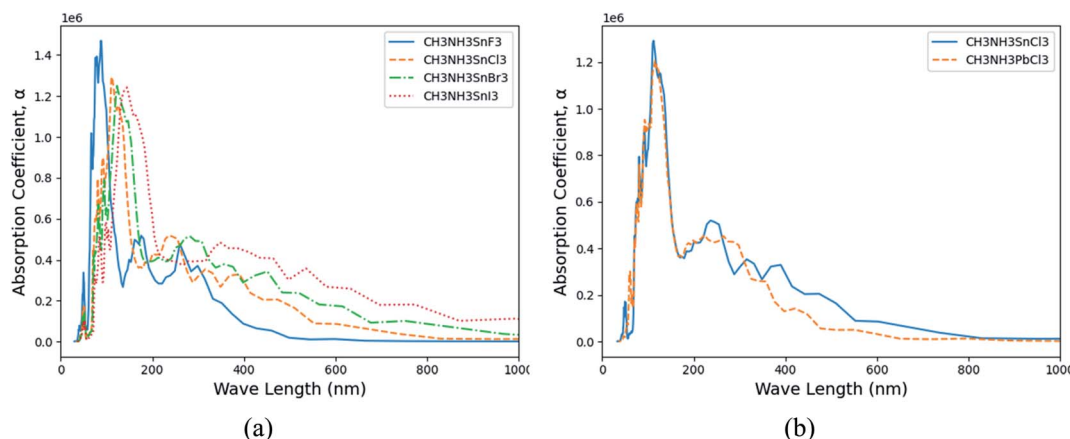 1e6
Absorption Coefficient, α
1.4
1.2
1.0
0.8
0.6
0.4
0.2
0.0
CH3NH3SnF3
CH3NH3SnCl3
CH3NH3SnBr3
CH3NH3SnI3
0 200 400 600 800 1000
Wave Length (nm)
(a)
1e6
Absorption Coefficient, α
1.2
1.0
0.8
0.6
0.4
0.2
0.0
CH3NH3SnCl3
CH3NH3PbCl3
0 200 400 600 800 1000
Wave Length (nm)
(b)